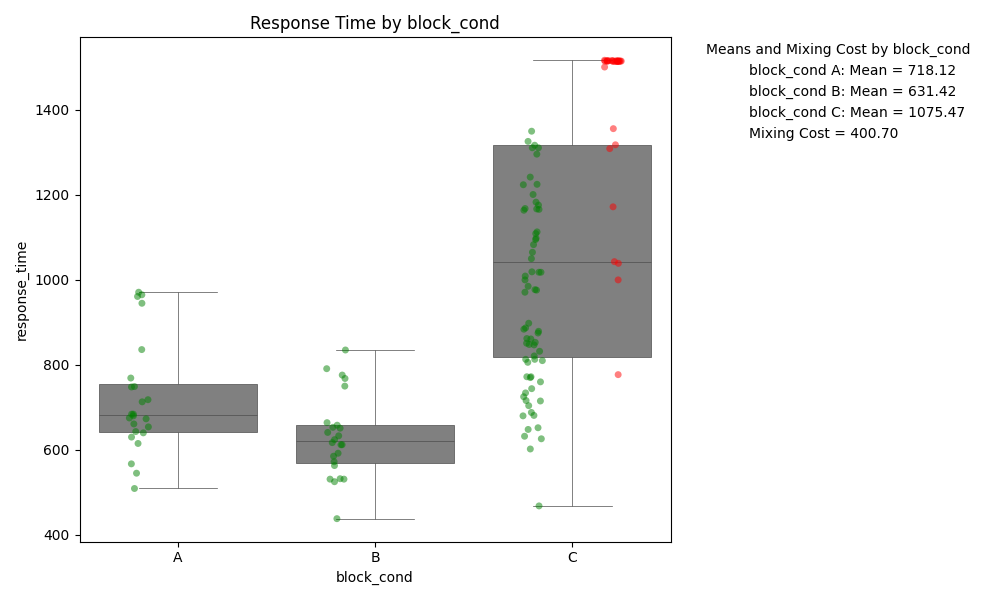 Response Time by block_cond
Means and Mixing Cost by block_cond
block_cond A: Mean = 718.12
block_cond B: Mean = 631.42
block_cond C: Mean = 1075.47
Mixing Cost = 400.70
response_time
1400
1200
1000
800
600
400
A
B
C
block_cond